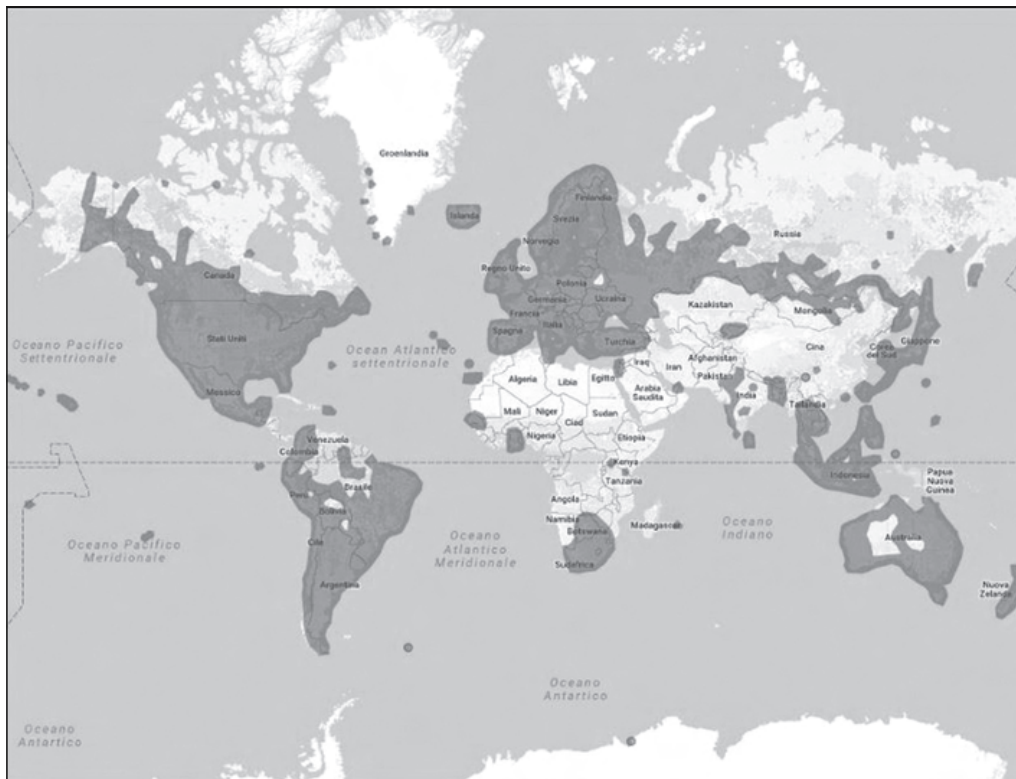 Groenlandia
Islanda
Finlandia
Svezia
Norvegia
Russia
Regno Unito
Polonia
Canada
Germania
Ucraina
Kazakistan
Mongolia
Francia
Italia
Spagna
Turchia
Stati Uniti
Oceano Pacifico
Settentrionale
Ocean Atlantico
settentrionale
Cina
Corea
del Sud
Giappone
Afghanistan
Iraq
Iran
Pakistan
Algeria
Libia
Egitto
Arabia
Saudita
India
Messico
Mali
Niger
Ciad
Sudan
Tailandia
Nigeria
Etiopia
Venezuela
Colombia
Kenya
Tanzania
Indonesia
Papua
Nuova
Guinea
Perù
Brasile
Angola
Bolivia
Namibia
Botswana
Madagascar
Oceano
Indiano
Oceano Pacifico
Meridionale
Oceano
Atlantico
Meridionale
Cile
Australia
Sudafrica
Argentina
Nuova
Zelanda
Oceano
Antartico
Oceano
Antartico